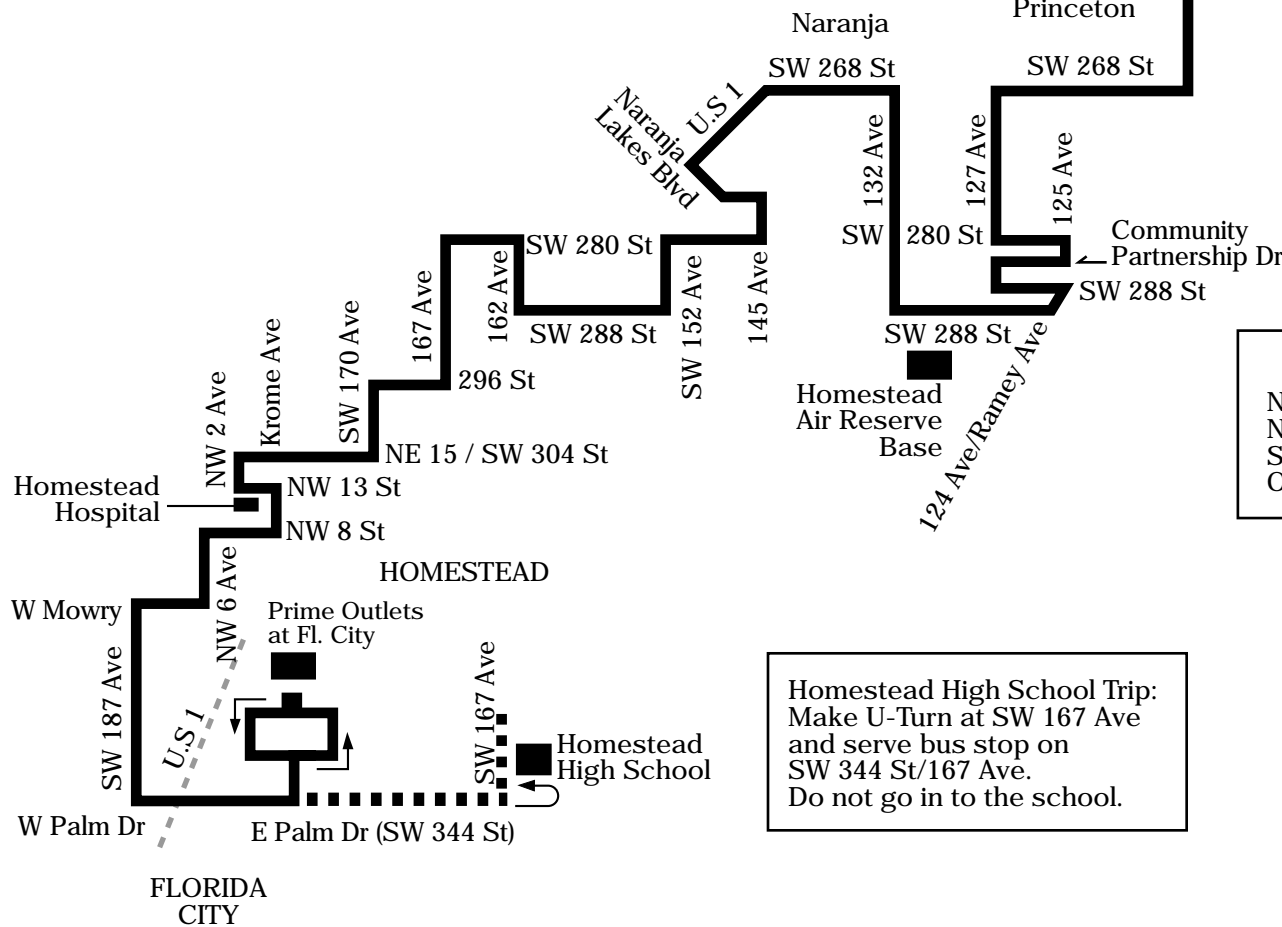 Princeton
Naranja
SW 268 St
SW 268 St
U.S 1
Naranja
Lakes Blvd
132 Ave
127 Ave
125 Ave
SW 280 St
Community
Partnership Dr
SW 280 St
SW 288 St
167 Ave
162 Ave
SW 152 Ave
145 Ave
SW 288 St
SW 288 St
124 Ave/Ramey Ave
Homestead
Air Reserve
Base
SW 170 Ave
296 St
Krome Ave
NW 2 Ave
NE 15 / SW 304 St
NW 13 St
Homestead
Hospital
NW 8 St
HOMESTEAD
NW 6 Ave
W Mowry
Prime Outlets
at Fl. City
SW 187 Ave
U.S 1
SW 167 Ave
Homestead
High School
W Palm Dr
E Palm Dr (SW 344 St)
FLORIDA
CITY
Homestead High School Trip:
Make U-Turn at SW 167 Ave
and serve bus stop on
SW 344 St/167 Ave.
Do not go in to the school.